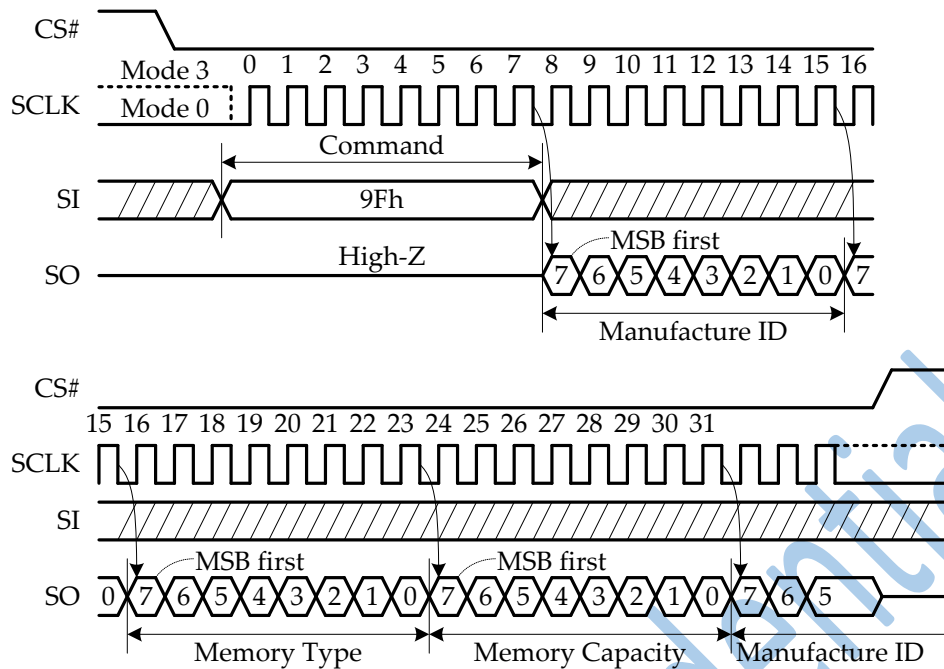 CS#
0 1 2 3 4 5 6 7 8 9 10 11 12 13 14 15 16
Mode 3
SCLK
Mode 0
Command
SI
9Fh
High-Z
MSB first
SO
7 6 5 4 3 2 1 0 7
Manufacture ID
CS#
15 16 17 18 19 20 21 22 23 24 25 26 27 28 29 30 31
SCLK
SI
MSB first MSB first
SO
0 7 6 5 4 3 2 1 0 7 6 5 4 3 2 1 0 7 6 5
Memory Type Memory Capacity Manufacture ID